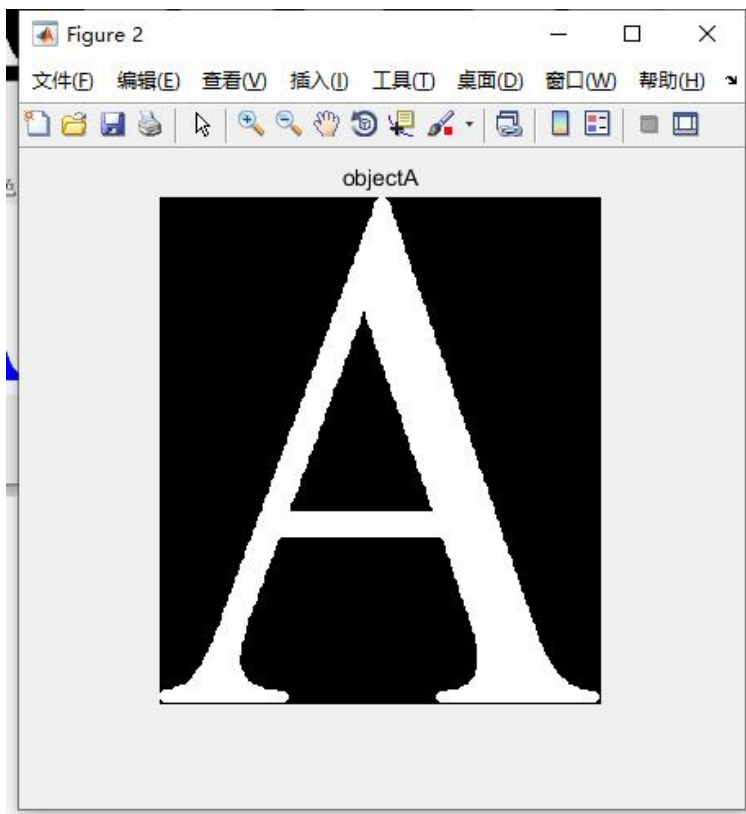 Figure 2
文件(F) 编辑(E) 查看(V) 插入(I) 工具(T) 桌面(D) 窗口(W) 帮助(H)
色
objectA
A